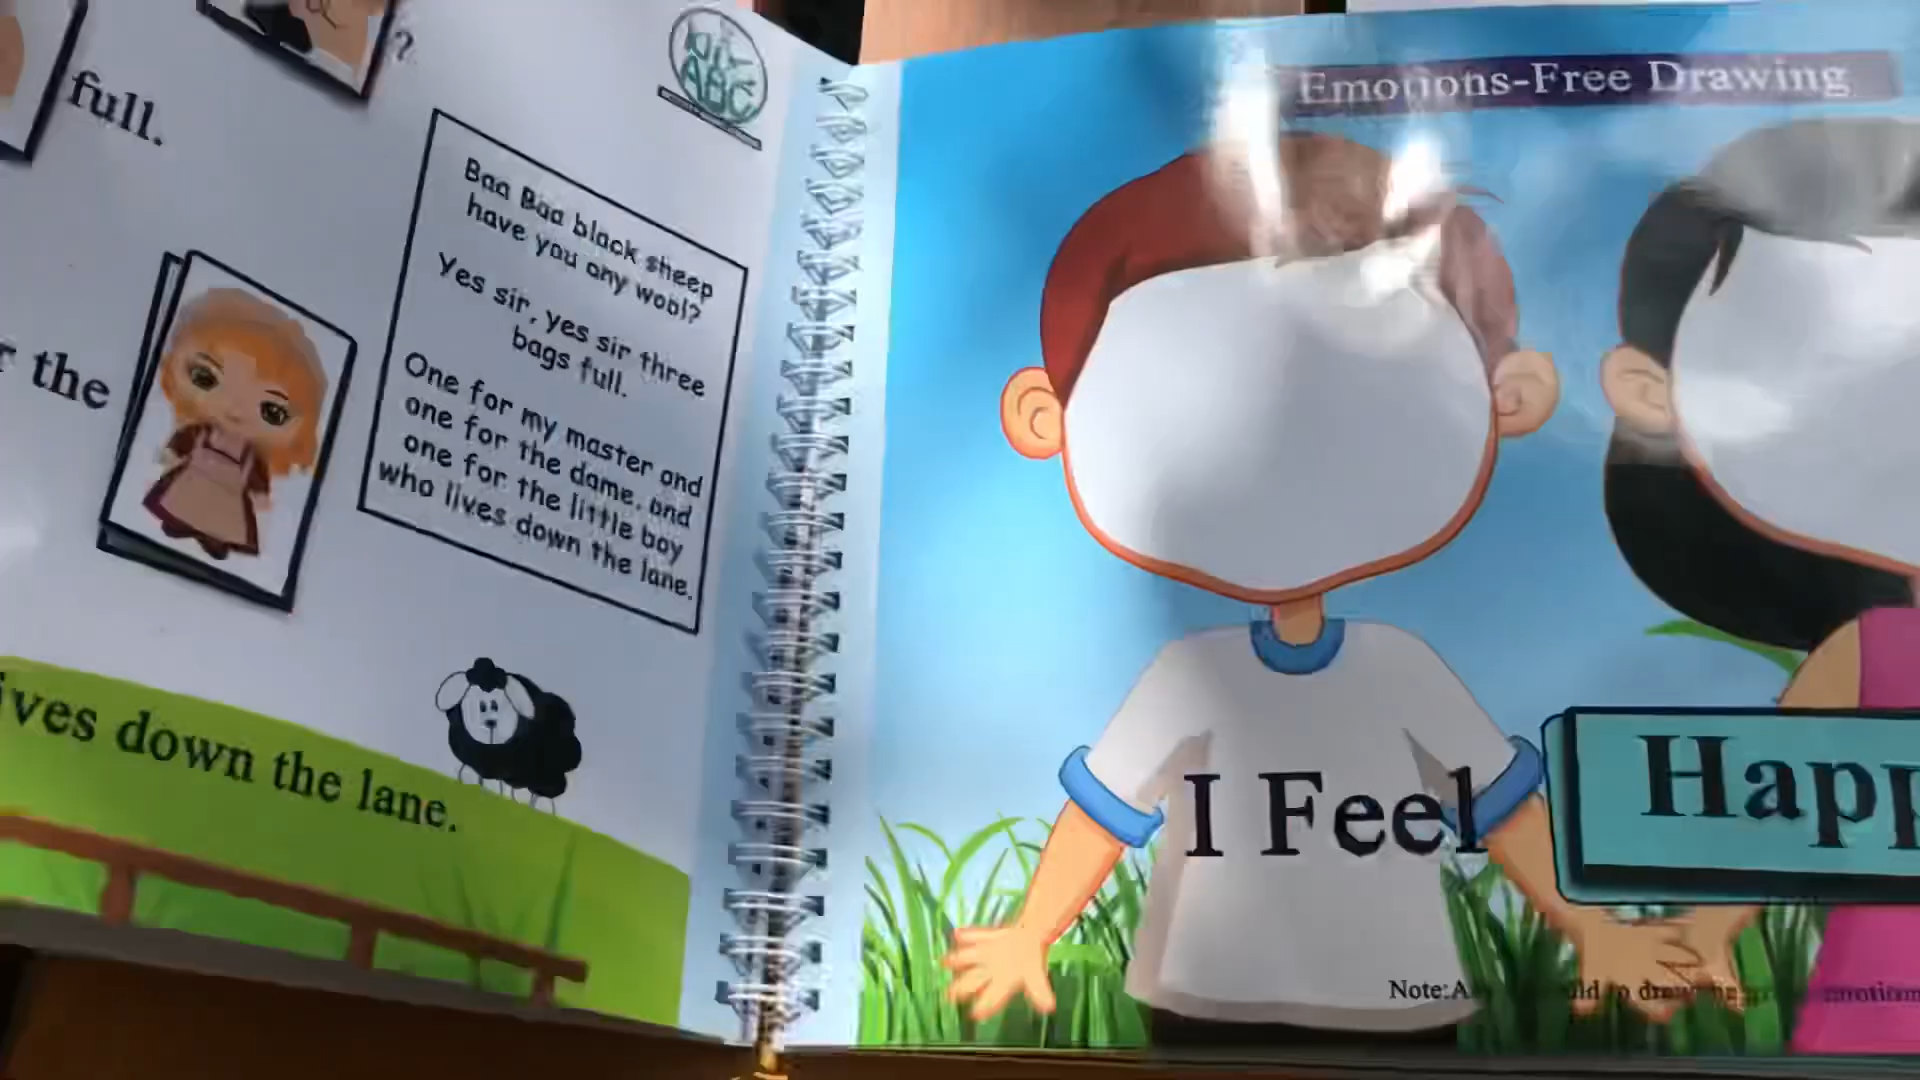 ?
full.
ABC
Baa Baa black sheep
have you any wool?
Yes sir, yes sir three
bags full.
One for my master and
one for the dame, and
one for the little boy
who lives down the lane.
the
ives down the lane.
Emotions-Free Drawing
I Feel
Happ
Note: